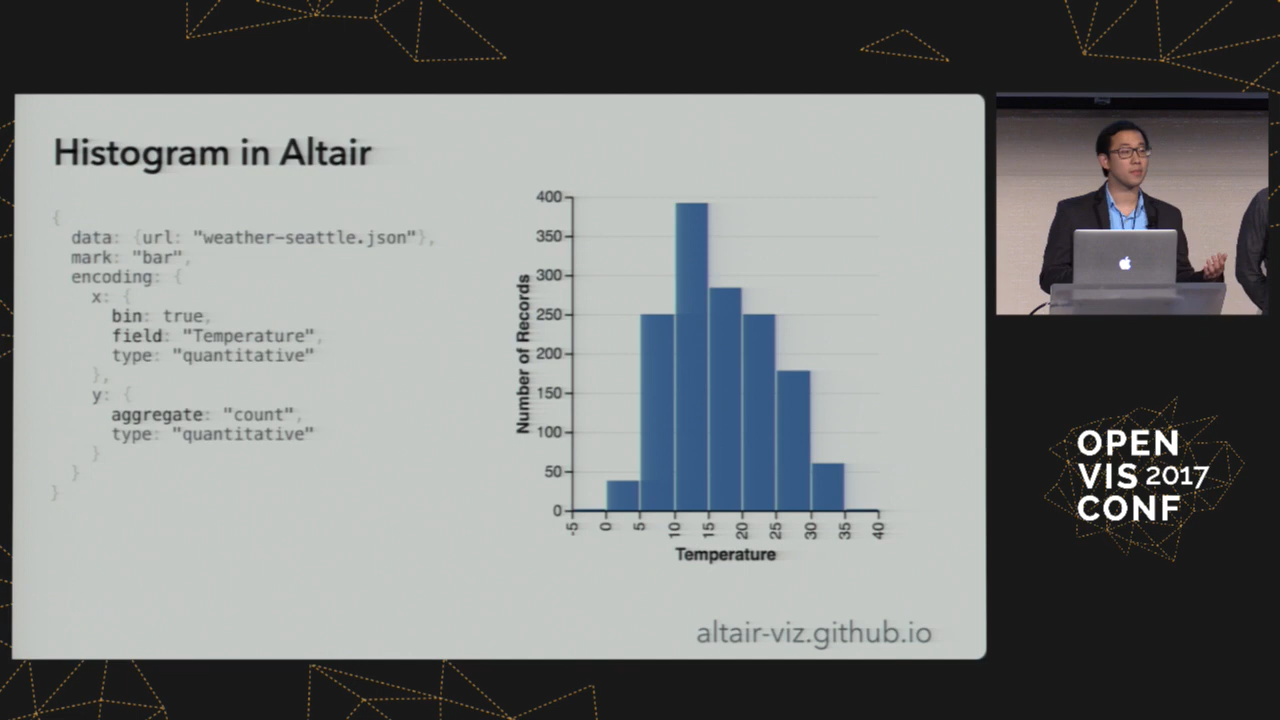 Histogram in Altair
{
data: {url: "weather-seattle.json"},
mark: "bar",
encoding: {
x: {
bin: true,
field: "Temperature",
type: "quantitative"
},
y: {
aggregate: "count",
type: "quantitative"
}
}
}
400
350
300
250
200
150
100
50
0
Number of Records
-5 0 5 10 15 20 25 30 35 40
Temperature
altair-viz.github.io
OPEN
VIS 2017
CONF